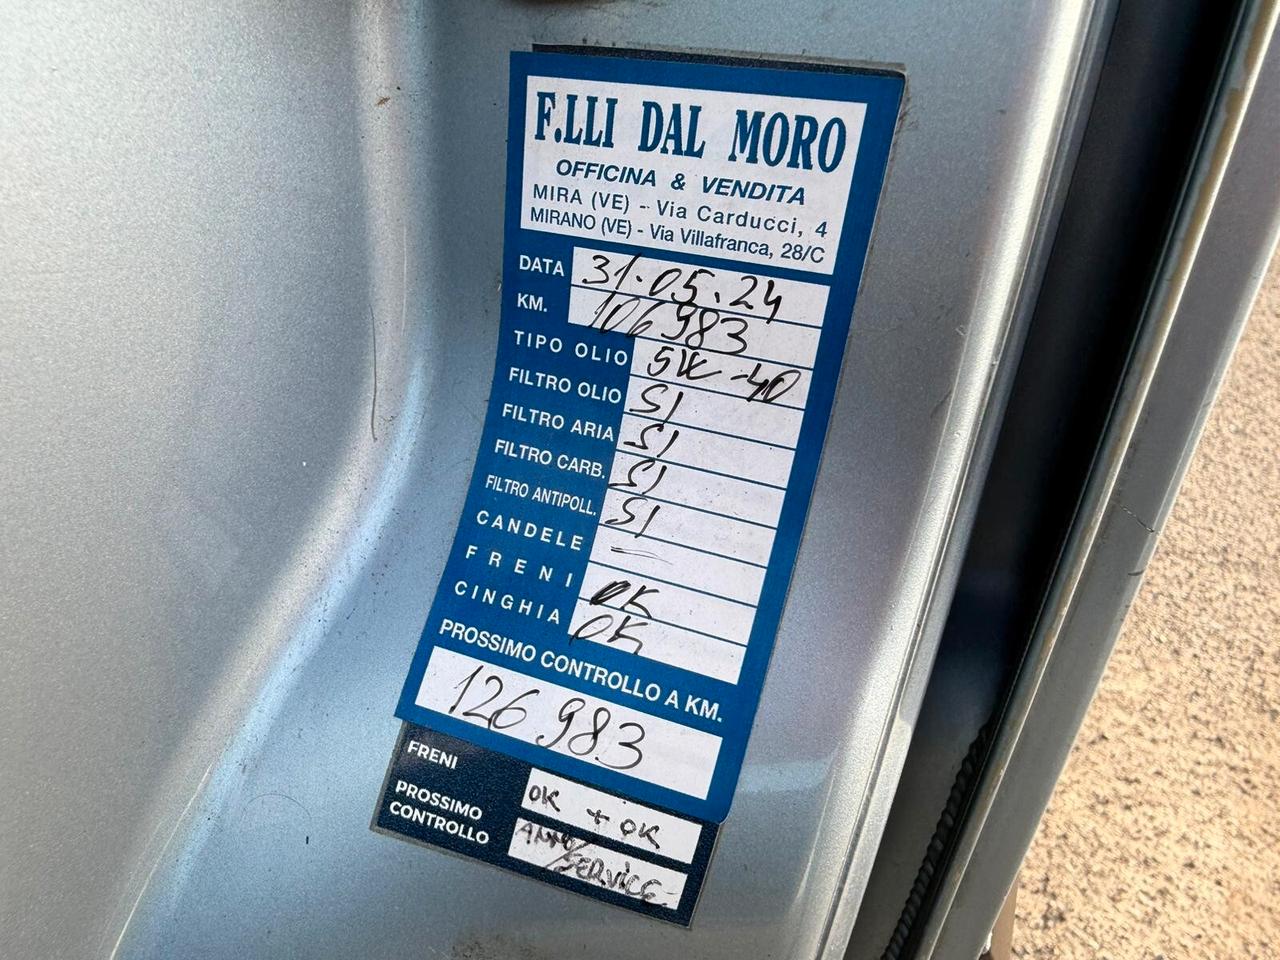 F.LLI DAL MORO
OFFICINA & VENDITA
MIRA (VE) - Via Carducci, 4
MIRANO (VE) - Via Villafranca, 28/C
DATA 31.05.24
KM. 106983
TIPO OLIO 5W-40
FILTRO OLIO SI
FILTRO ARIA SI
FILTRO CARB. SI
FILTRO ANTIPOLL. SI
CANDELE —
FRENI OK
CINGHIA OK
PROSSIMO CONTROLLO A KM.
126983
FRENI OK + OK
PROSSIMO
CONTROLLO
SERVICE